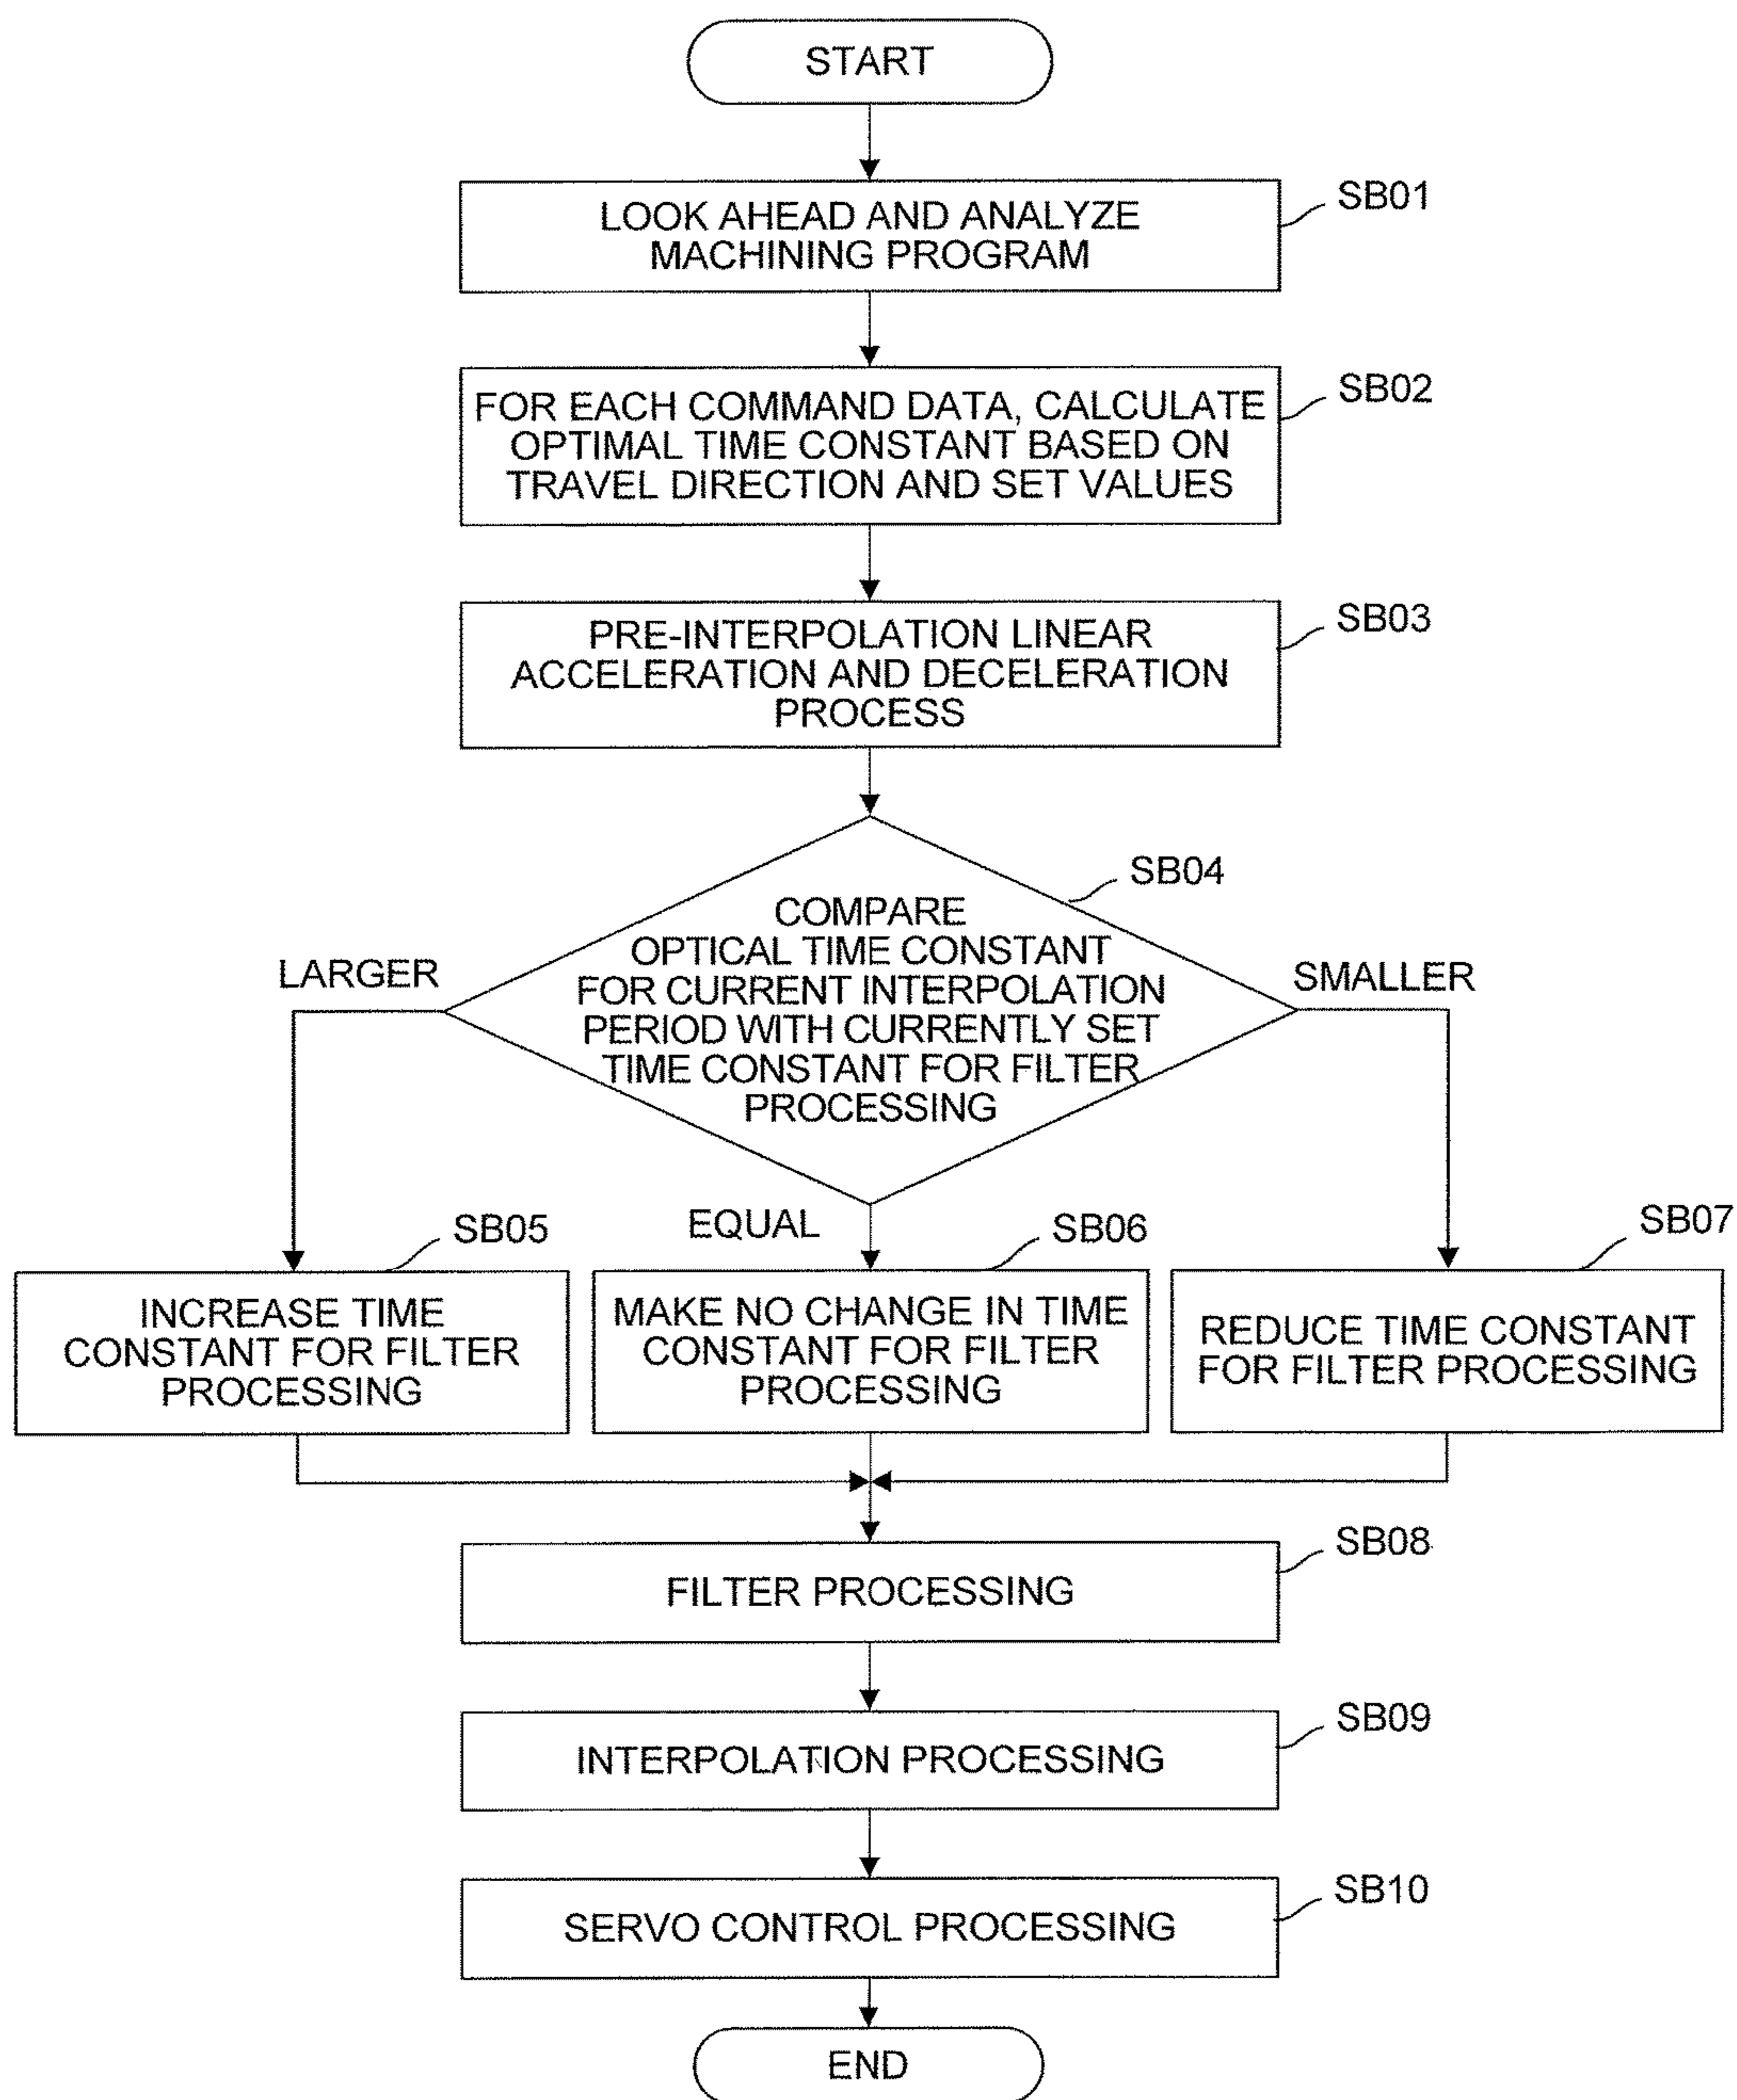 START
SB01
LOOK AHEAD AND ANALYZE
MACHINING PROGRAM
SB02
FOR EACH COMMAND DATA, CALCULATE
OPTIMAL TIME CONSTANT BASED ON
TRAVEL DIRECTION AND SET VALUES
SB03
PRE-INTERPOLATION LINEAR
ACCELERATION AND DECELERATION
PROCESS
SB04
COMPARE
OPTICAL TIME CONSTANT
FOR CURRENT INTERPOLATION
PERIOD WITH CURRENTLY SET
TIME CONSTANT FOR FILTER
PROCESSING
LARGER
SMALLER
EQUAL
SB05
INCREASE TIME
CONSTANT FOR FILTER
PROCESSING
SB06
MAKE NO CHANGE IN TIME
CONSTANT FOR FILTER
PROCESSING
SB07
REDUCE TIME CONSTANT
FOR FILTER PROCESSING
SB08
FILTER PROCESSING
SB09
INTERPOLATION PROCESSING
SB10
SERVO CONTROL PROCESSING
END